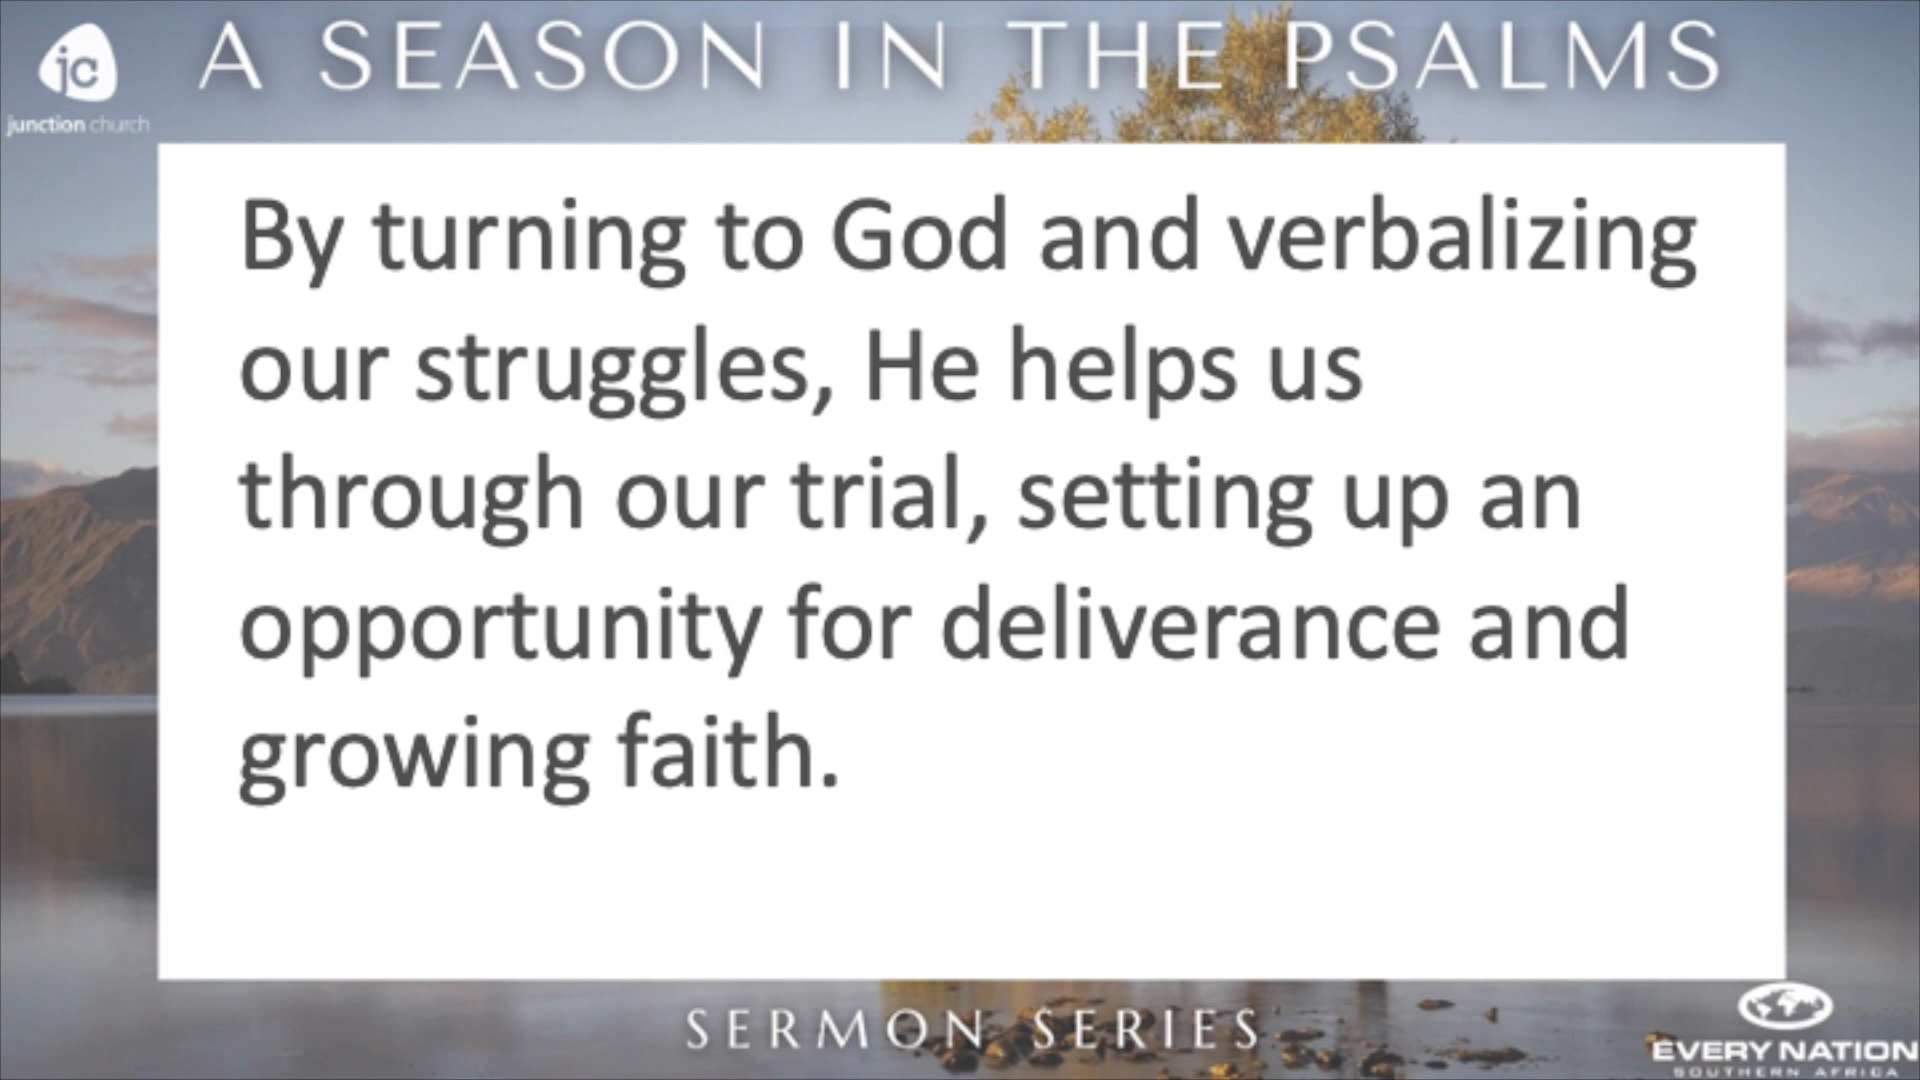 jc
junction church
A SEASON IN THE PSALMS
By turning to God and verbalizing
our struggles, He helps us
through our trial, setting up an
opportunity for deliverance and
growing faith.
SERMON SERIES
EVERY NATION
SOUTHERN AFRICA